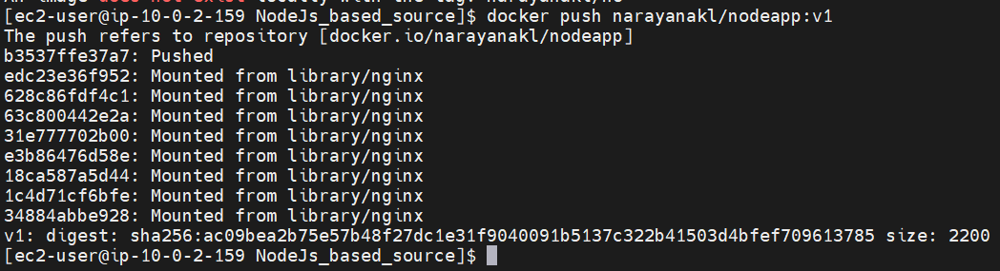 An image does not exist locally with the tag: narayanakl/no
[ec2-user@ip-10-0-2-159 NodeJs_based_source]$ docker push narayanakl/nodeapp:v1
The push refers to repository [docker.io/narayanakl/nodeapp]
b3537ffe37a7: Pushed
edc23e36f952: Mounted from library/nginx
628c86fdf4c1: Mounted from library/nginx
63c800442e2a: Mounted from library/nginx
31e777702b00: Mounted from library/nginx
e3b86476d58e: Mounted from library/nginx
18ca587a5d44: Mounted from library/nginx
1c4d71cf6bfe: Mounted from library/nginx
34884abbe928: Mounted from library/nginx
v1: digest: sha256:ac09bea2b75e57b48f27dc1e31f9040091b5137c322b41503d4bfef709613785 size: 2200
[ec2-user@ip-10-0-2-159 NodeJs_based_source]$